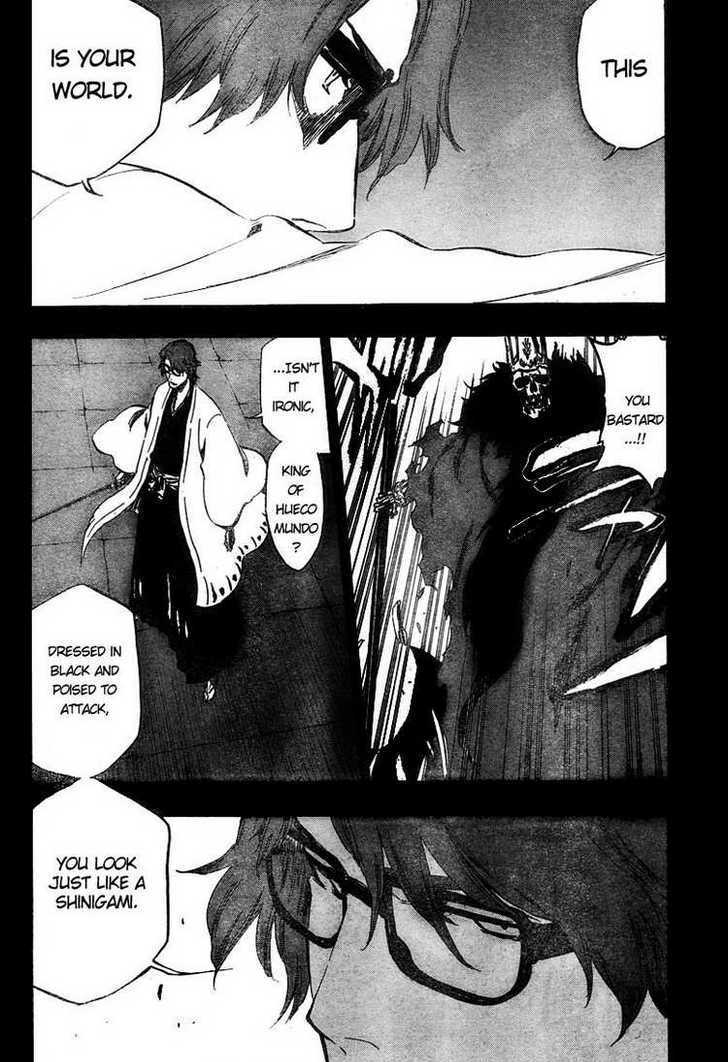 THIS
IS YOUR
WORLD.
YOU
BASTARD
...!!
...ISN'T
IT
IRONIC,
KING
OF
HUECO
MUNDO
?
DRESSED IN
BLACK AND
POISED TO
ATTACK,
YOU LOOK
JUST LIKE A
SHINIGAMI.